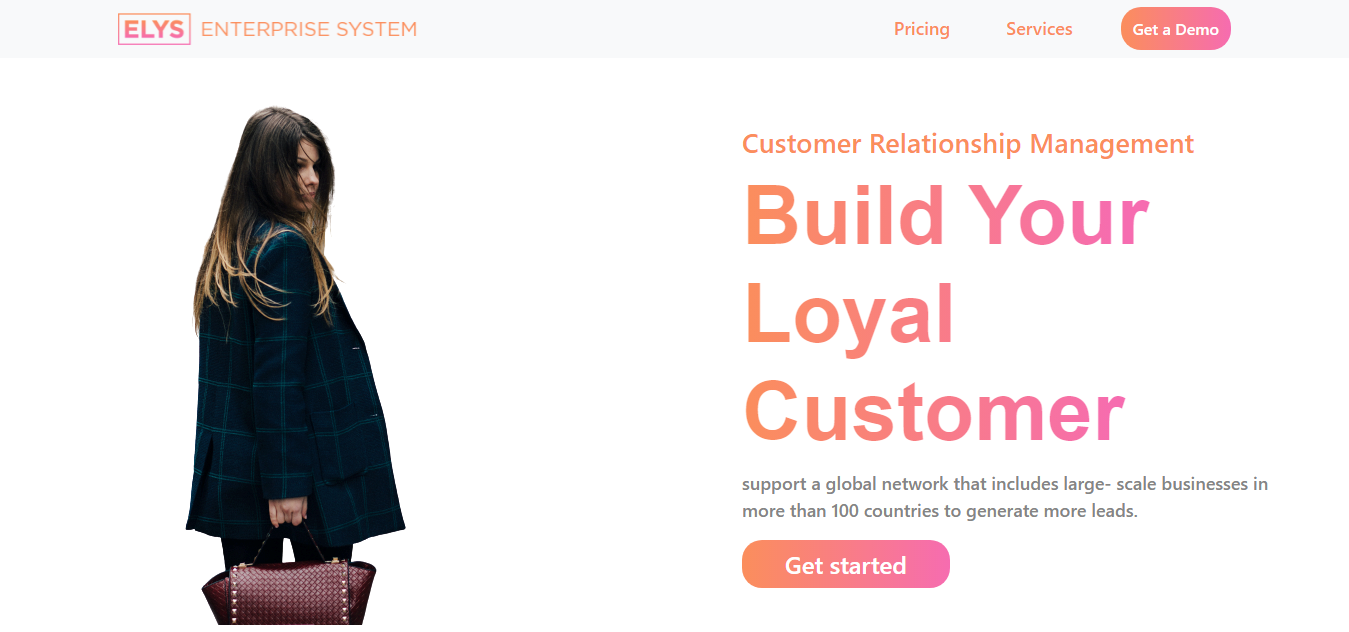 ELYS ENTERPRISE SYSTEM
Pricing
Services
Get a Demo
Customer Relationship Management
Build Your
Loyal
Customer
support a global network that includes large- scale businesses in
more than 100 countries to generate more leads.
Get started